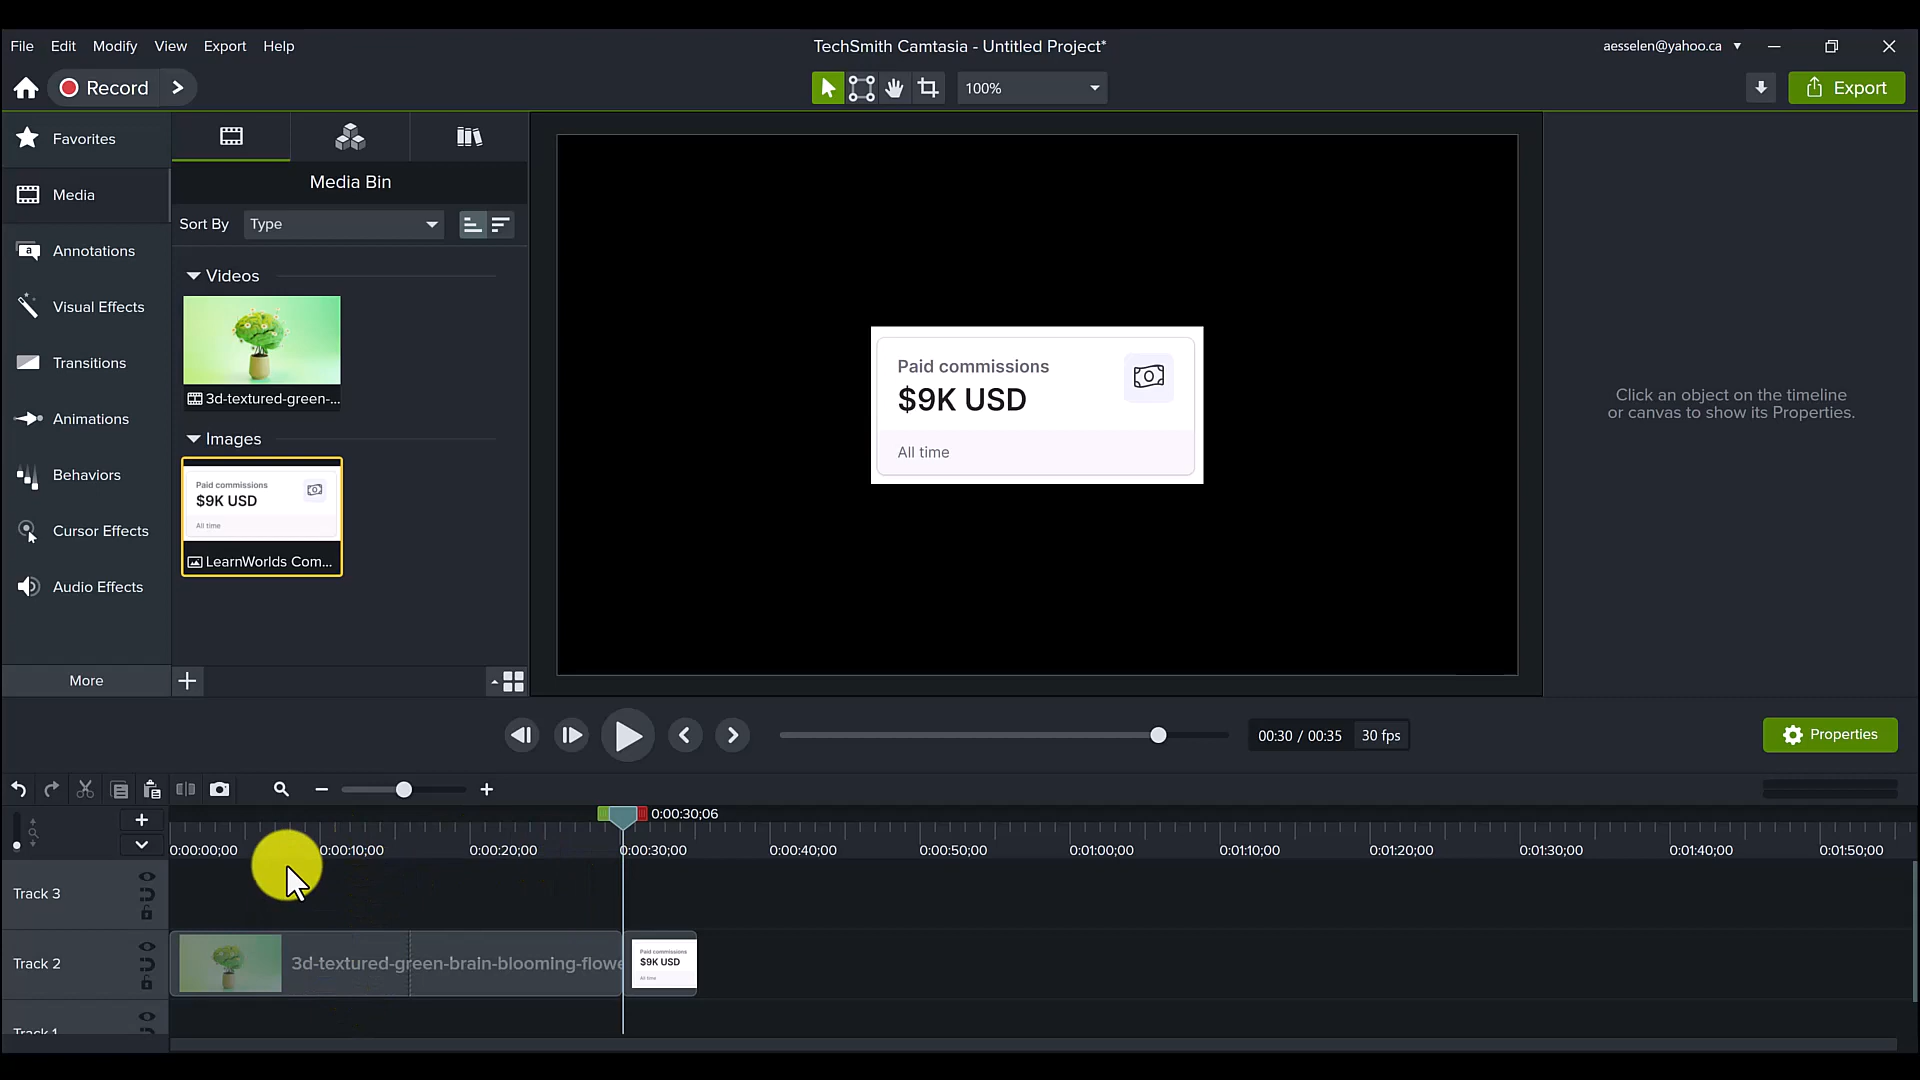 File Edit Modify View Export Help
TechSmith Camtasia - Untitled Project*
aesselen@yahoo.ca
Record
100%
Export
Favorites
Media
Annotations
Visual Effects
Transitions
Animations
Behaviors
Cursor Effects
Audio Effects
More
Media Bin
Sort By Type
Videos
3d-textured-green-...
Images
Paid commissions
$9K USD
All time
LearnWorlds Com...
Paid commissions
$9K USD
All time
Click an object on the timeline
or canvas to show its Properties.
00:30 / 00:35 30 fps
Properties
0:00:30;06
0:00:00;00 0:00:10;00 0:00:20;00 0:00:30;00 0:00:40;00 0:00:50;00 0:01:00;00 0:01:10;00 0:01:20;00 0:01:30;00 0:01:40;00 0:01:50;00
Track 3
Track 2
3d-textured-green-brain-blooming-flowe
Paid commissions
$9K USD
All time
Track 1